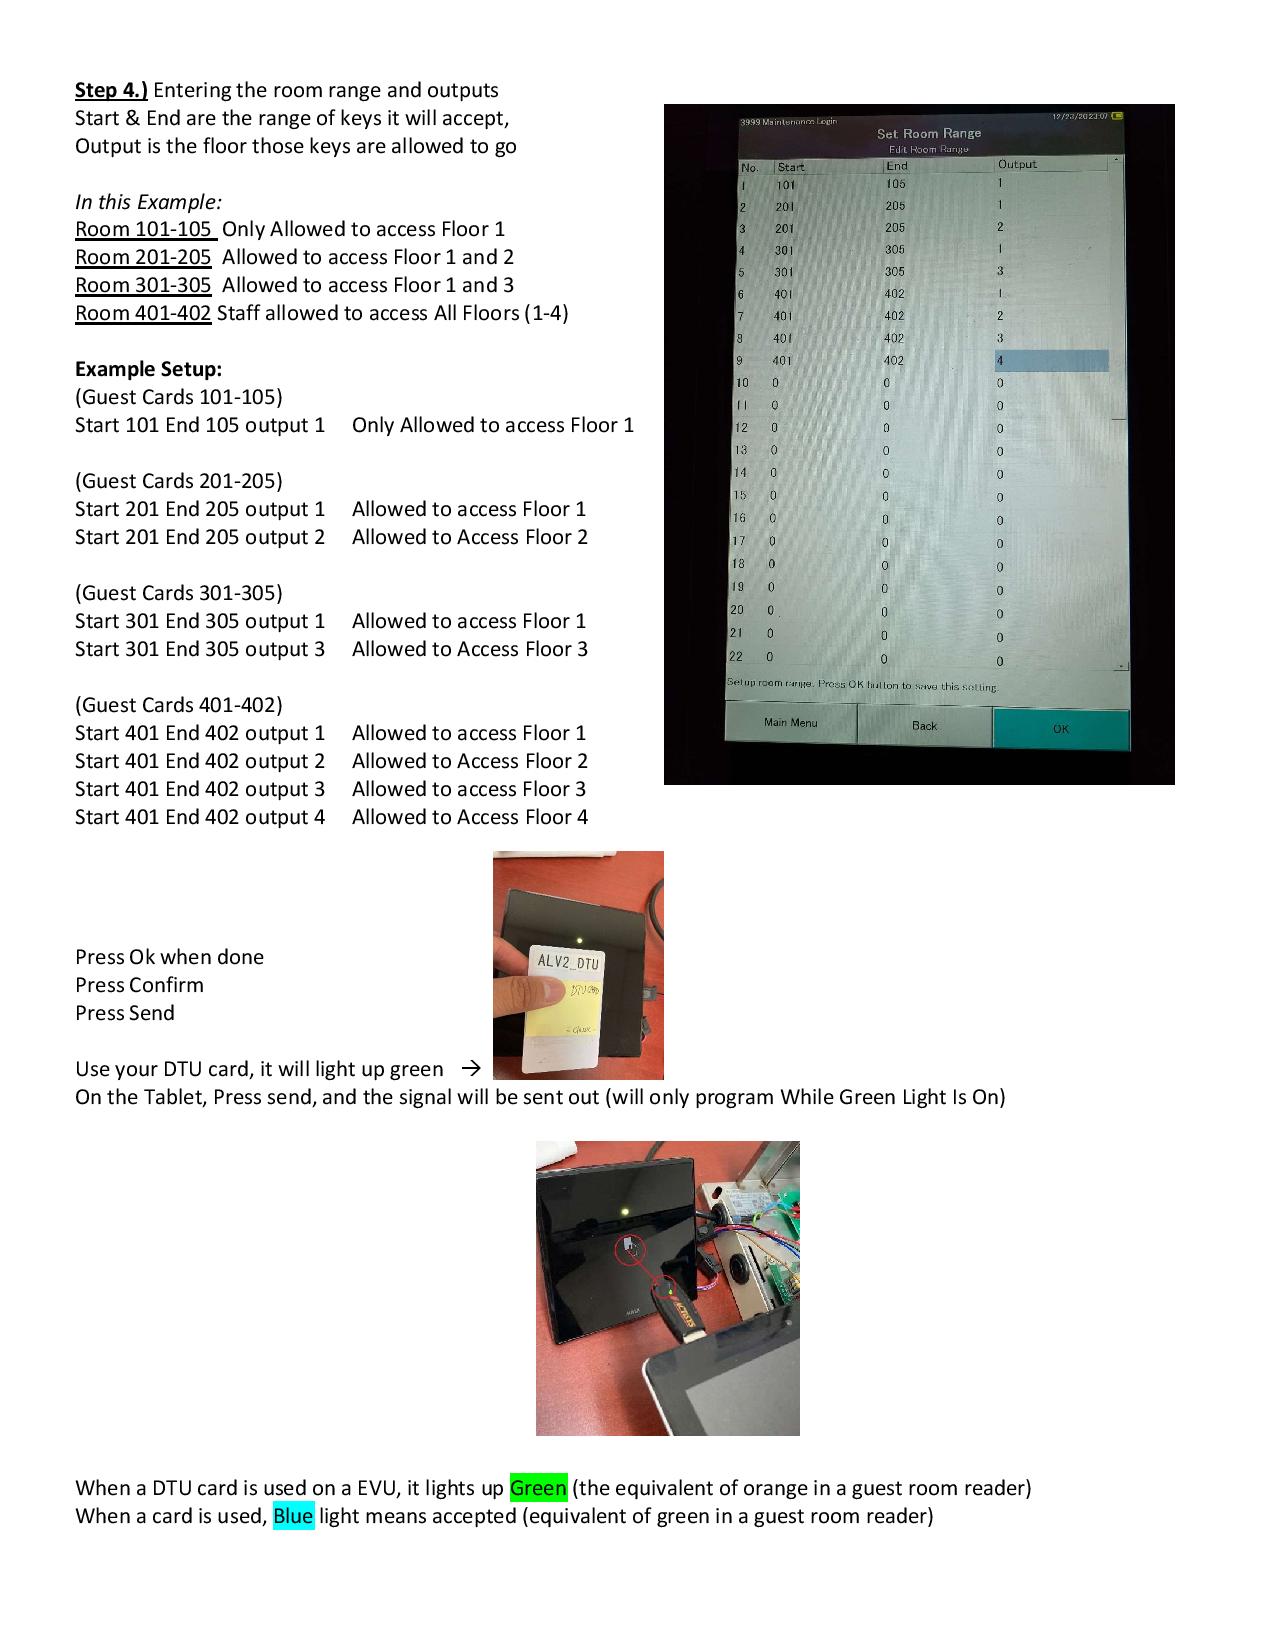 Step 4.) Entering the room range and outputs
Start & End are the range of keys it will accept,
Output is the floor those keys are allowed to go
In this Example:
Room 101-105 Only Allowed to access Floor 1
Room 201-205 Allowed to access Floor 1 and 2
Room 301-305 Allowed to access Floor 1 and 3
Room 401-402 Staff allowed to access All Floors (1-4)
Example Setup:
(Guest Cards 101-105)
Start 101 End 105 output 1 Only Allowed to access Floor 1
(Guest Cards 201-205)
Start 201 End 205 output 1 Allowed to access Floor 1
Start 201 End 205 output 2 Allowed to Access Floor 2
(Guest Cards 301-305)
Start 301 End 305 output 1 Allowed to access Floor 1
Start 301 End 305 output 3 Allowed to Access Floor 3
(Guest Cards 401-402)
Start 401 End 402 output 1 Allowed to access Floor 1
Start 401 End 402 output 2 Allowed to Access Floor 2
Start 401 End 402 output 3 Allowed to access Floor 3
Start 401 End 402 output 4 Allowed to Access Floor 4
3999 Maintenance Login 12/23/20 23:07
Set Room Range
Edit Room Range
No. Start End Output
1 101 105 1
2 201 205 1
3 201 205 2
4 301 305 1
5 301 305 3
6 401 402 1
7 401 402 2
8 401 402 3
9 401 402 4
10 0 0 0
11 0 0 0
12 0 0 0
13 0 0 0
14 0 0 0
15 0 0 0
16 0 0 0
17 0 0 0
18 0 0 0
19 0 0 0
20 0 0 0
21 0 0 0
22 0 0 0
Setup room range. Press OK button to save this setting.
Main Menu Back OK
Press Ok when done
Press Confirm
Press Send
ALV2_DTU
DTU CARD
Use your DTU card, it will light up green →
On the Tablet, Press send, and the signal will be sent out (will only program While Green Light Is On)
ACTiSYS
When a DTU card is used on a EVU, it lights up Green (the equivalent of orange in a guest room reader)
When a card is used, Blue light means accepted (equivalent of green in a guest room reader)